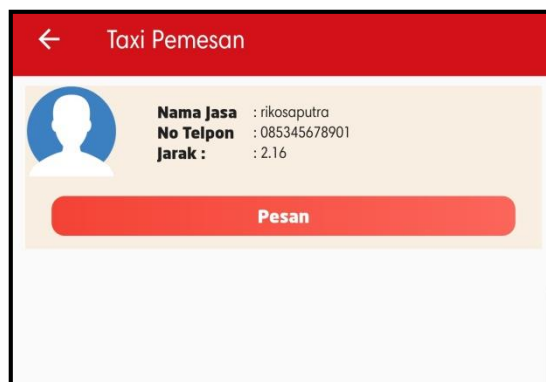 Taxi Pemesan
Nama Jasa : rikosaputra
No Telpon : 085345678901
Jarak : : 2.16
Pesan